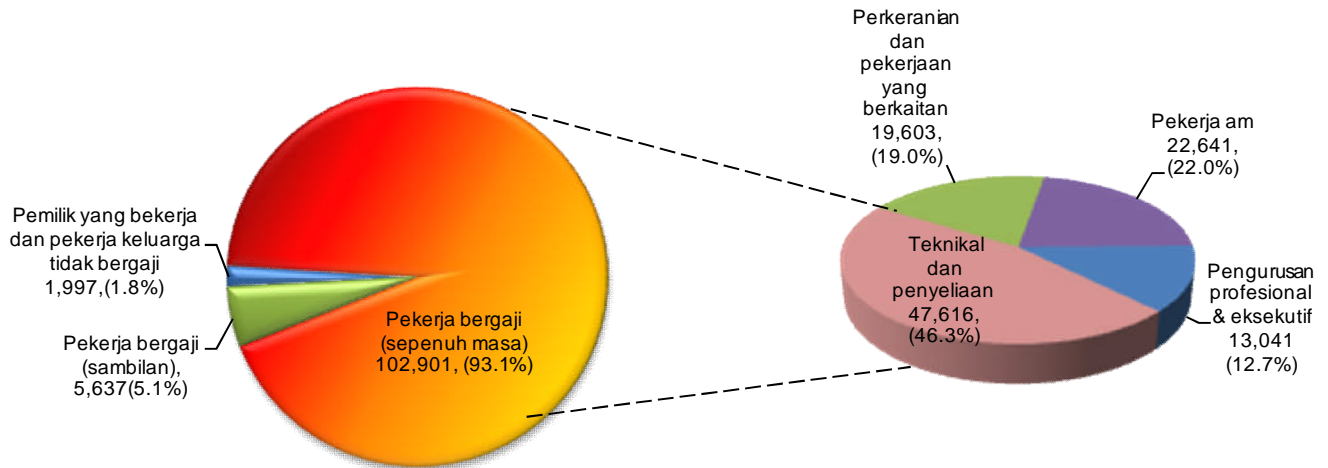 Pemilik yang bekerja
dan pekerja keluarga
tidak bergaji
1,997,(1.8%)
Pekerja bergaji
(sambilan),
5,637(5.1%)
Pekerja bergaji
(sepenuh masa)
102,901, (93.1%)
Perkeranian
dan
pekerjaan
yang
berkaitan
19,603,
(19.0%)
Pekerja am
22,641,
(22.0%)
Teknikal
dan
penyeliaan
47,616,
(46.3%)
Pengurusan
profesional
& eksekutif
13,041
(12.7%)